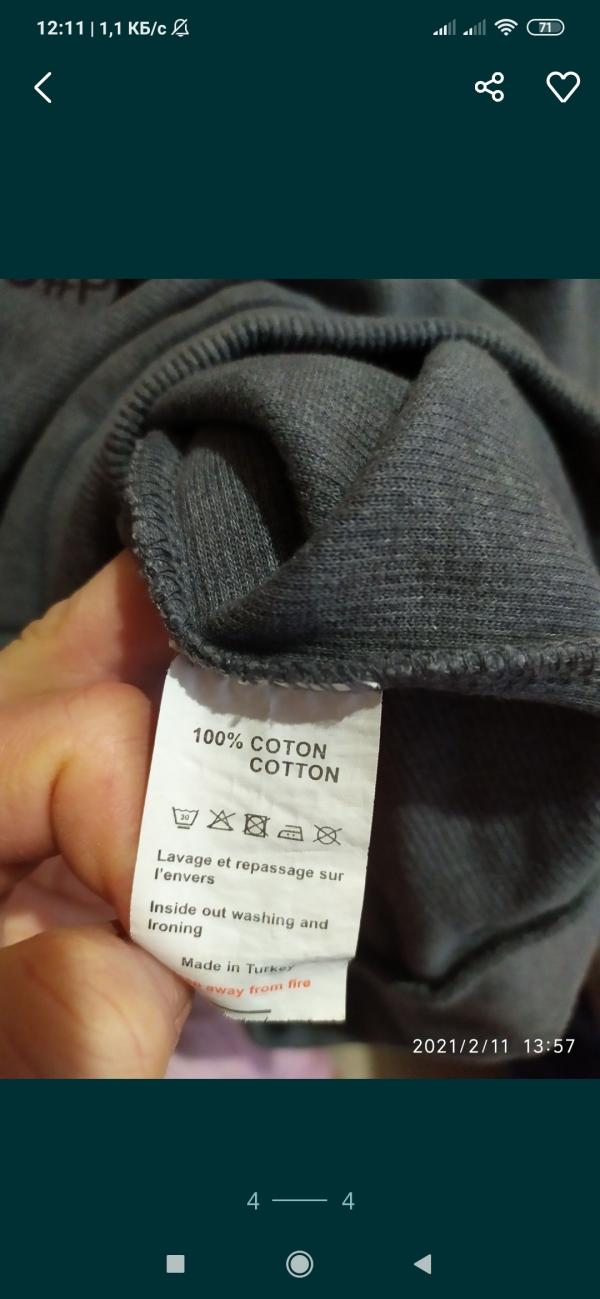 12:11 | 1,1 КБ/с
71
100% COTON
COTTON
30
Lavage et repassage sur
l'envers
Inside out washing and
Ironing
Made in Turkey
away from fire
2021/2/11 13:57
4 4